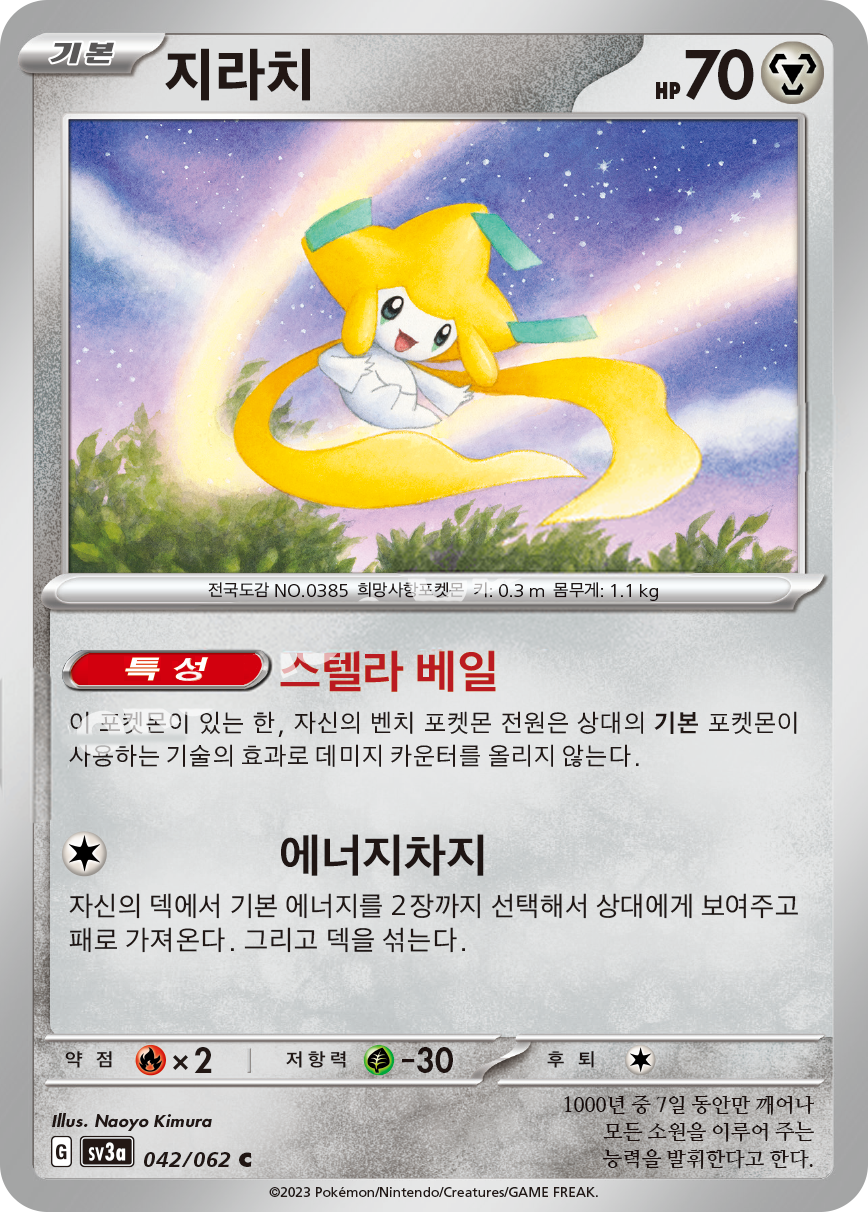 기본 지라치 HP 70
전국도감 NO.0385 희망사항포켓몬 키: 0.3 m 몸무게: 1.1 kg
특성 스텔라 베일
이 포켓몬이 있는 한, 자신의 벤치 포켓몬 전원은 상대의 기본 포켓몬이
사용하는 기술의 효과로 데미지 카운터를 올리지 않는다.
에너지차지
자신의 덱에서 기본 에너지를 2장까지 선택해서 상대에게 보여주고
패로 가져온다. 그리고 덱을 섞는다.
약점 ×2 저항력 -30 후퇴
Illus. Naoyo Kimura
G sv3a 042/062 C
1000년 중 7일 동안만 깨어나
모든 소원을 이루어 주는
능력을 발휘한다고 한다.
©2023 Pokémon/Nintendo/Creatures/GAME FREAK.